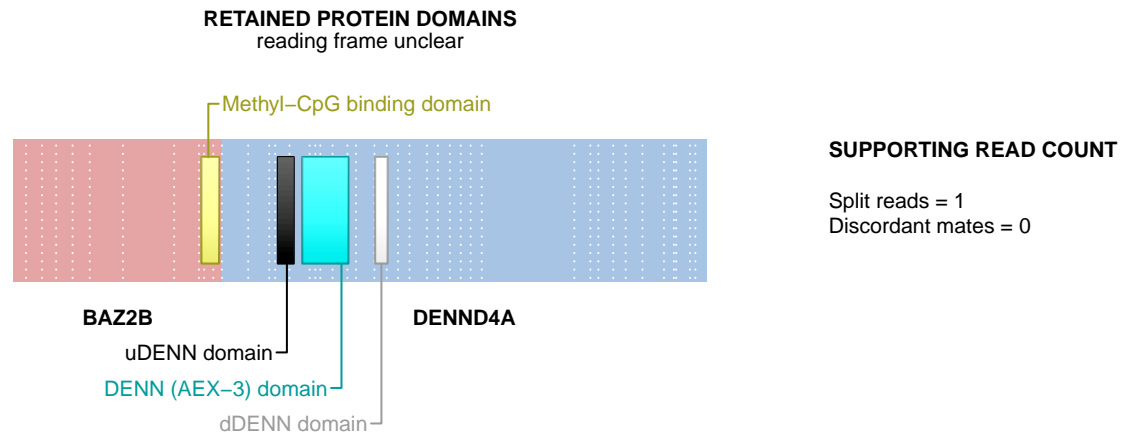 RETAINED PROTEIN DOMAINS
reading frame unclear
Methyl−CpG binding domain
SUPPORTING READ COUNT
Split reads = 1
Discordant mates = 0
BAZ2B
DENND4A
uDENN domain
DENN (AEX−3) domain
dDENN domain